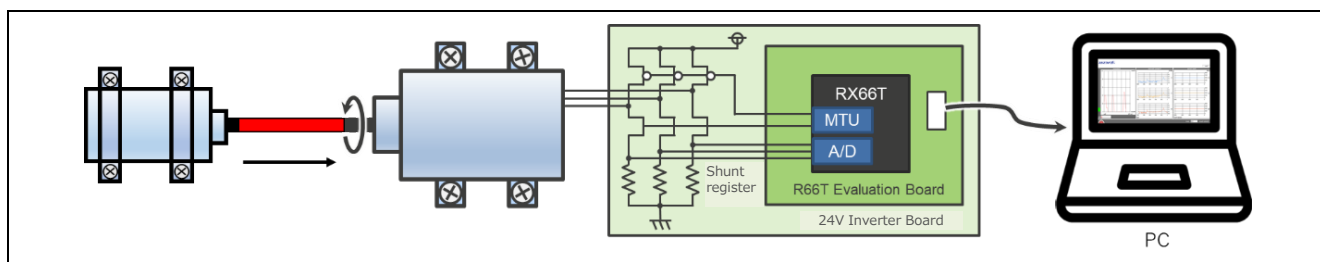 RX66T
MTU
A/D
Shunt
register
R66T Evaluation Board
24V Inverter Board
PC